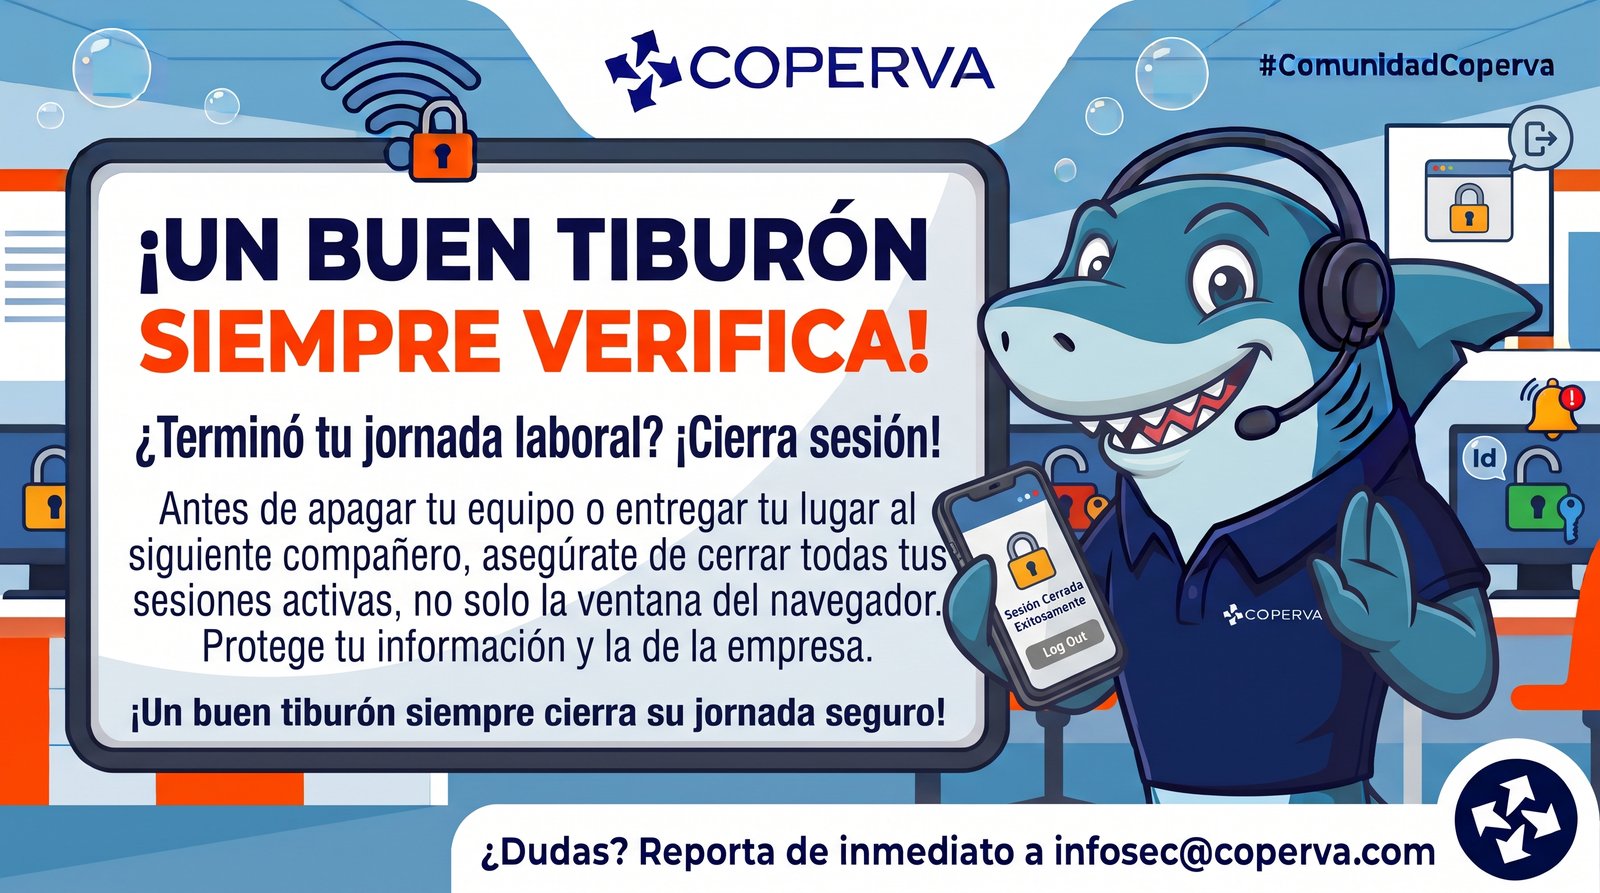 COPERVA
#ComunidadCoperva
¡UN BUEN TIBURÓN
SIEMPRE VERIFICA!
¿Terminó tu jornada laboral? ¡Cierra sesión!
Antes de apagar tu equipo o entregar tu lugar al
siguiente compañero, asegúrate de cerrar todas tus
sesiones activas, no solo la ventana del navegador.
Protege tu información y la de la empresa.
¡Un buen tiburón siempre cierra su jornada seguro!
Sesión Cerrada
Exitosamente
Log Out
COPERVA
Id
!
¿Dudas? Reporta de inmediato a infosec@coperva.com